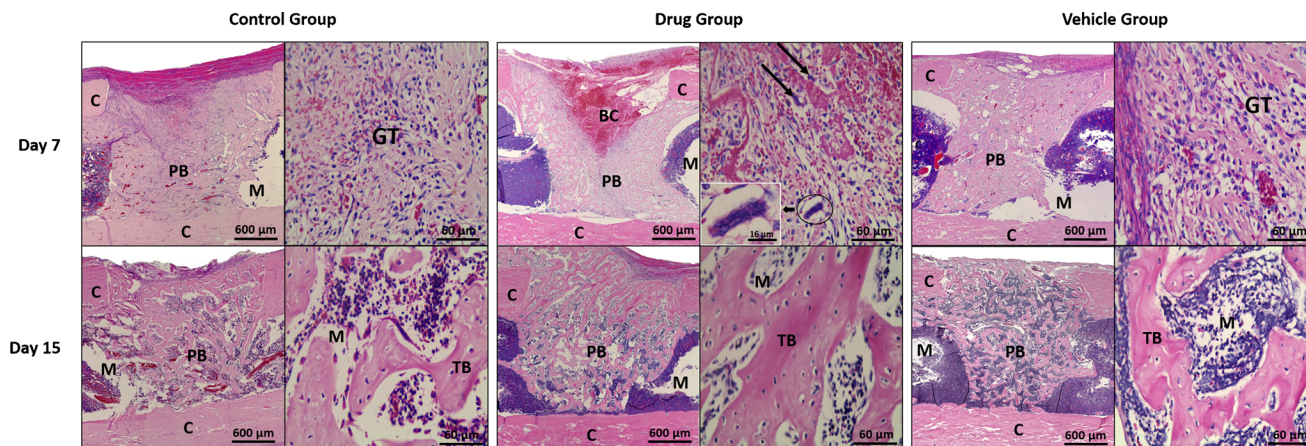 Control Group
Drug Group
Vehicle Group
Day 7
C
PB
M
C
600 µm
GT
60 µm
C
BC
PB
M
C
600 µm
16 µm
60 µm
C
PB
M
C
600 µm
GT
60 µm
Day 15
C
M
PB
C
600 µm
M
TB
60 µm
C
PB
M
C
600 µm
M
TB
60 µm
C
M
PB
C
600 µm
TB
M
60 µm